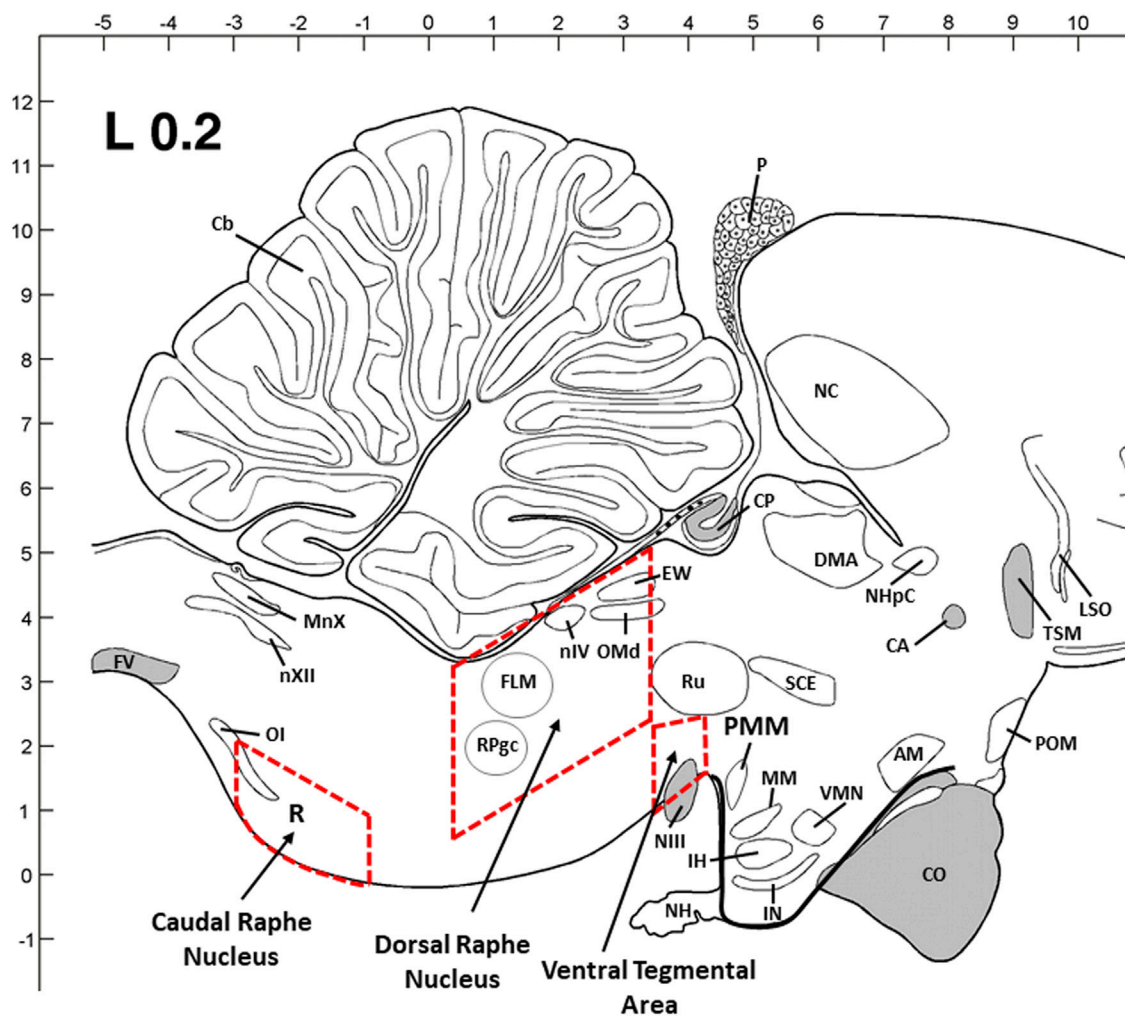 -5 -4 -3 -2 -1 0 1 2 3 4 5 6 7 8 9 10
12
11
10
9
8
7
6
5
4
3
2
1
0
-1
L 0.2
P
Cb
NC
CP
DMA
NHpC
LSO
TSM
CA
EW
MnX
nIV OMd
nXII
FV
FLM
Ru
SCE
OI
RPgc
PMM
POM
AM
R
MM
VMN
NIII
IH
CO
NH
IN
Caudal Raphe
Nucleus
Dorsal Raphe
Nucleus
Ventral Tegmental
Area